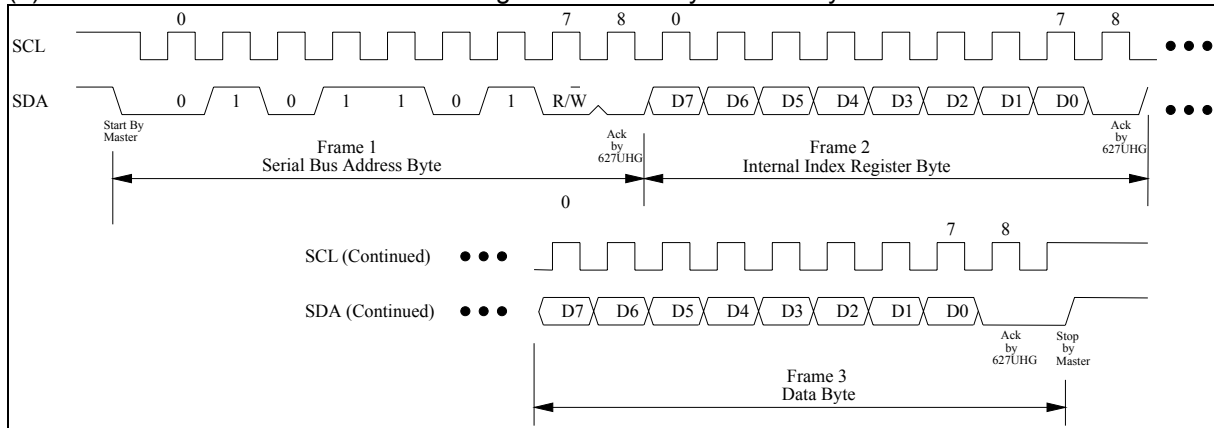 0 7 8 0 7 8
SCL
SDA 0 1 0 1 1 0 1 R/W D7 D6 D5 D4 D3 D2 D1 D0
Start By
Master
Ack
by
627UHG
Ack
by
627UHG
Frame 1
Serial Bus Address Byte
Frame 2
Internal Index Register Byte
0 7 8
SCL (Continued)
SDA (Continued) D7 D6 D5 D4 D3 D2 D1 D0
Ack
by
627UHG
Stop
by
Master
Frame 3
Data Byte